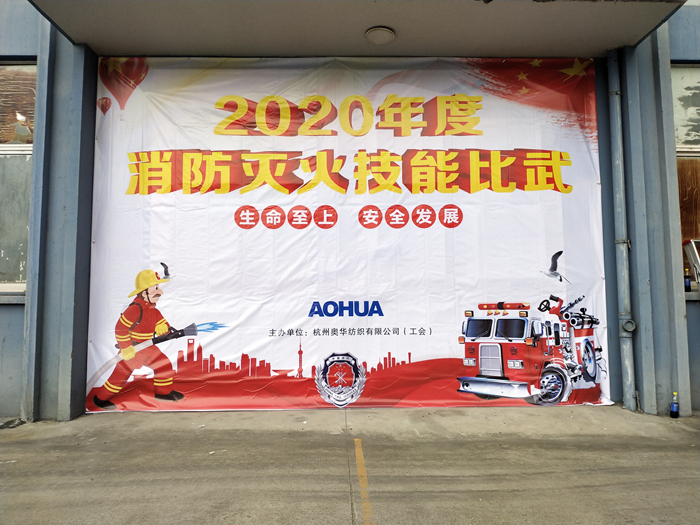 2020年度
消防灭火技能比武
生命至上 安全发展
AOHUA
主办单位：杭州奥华纺织有限公司（工会）